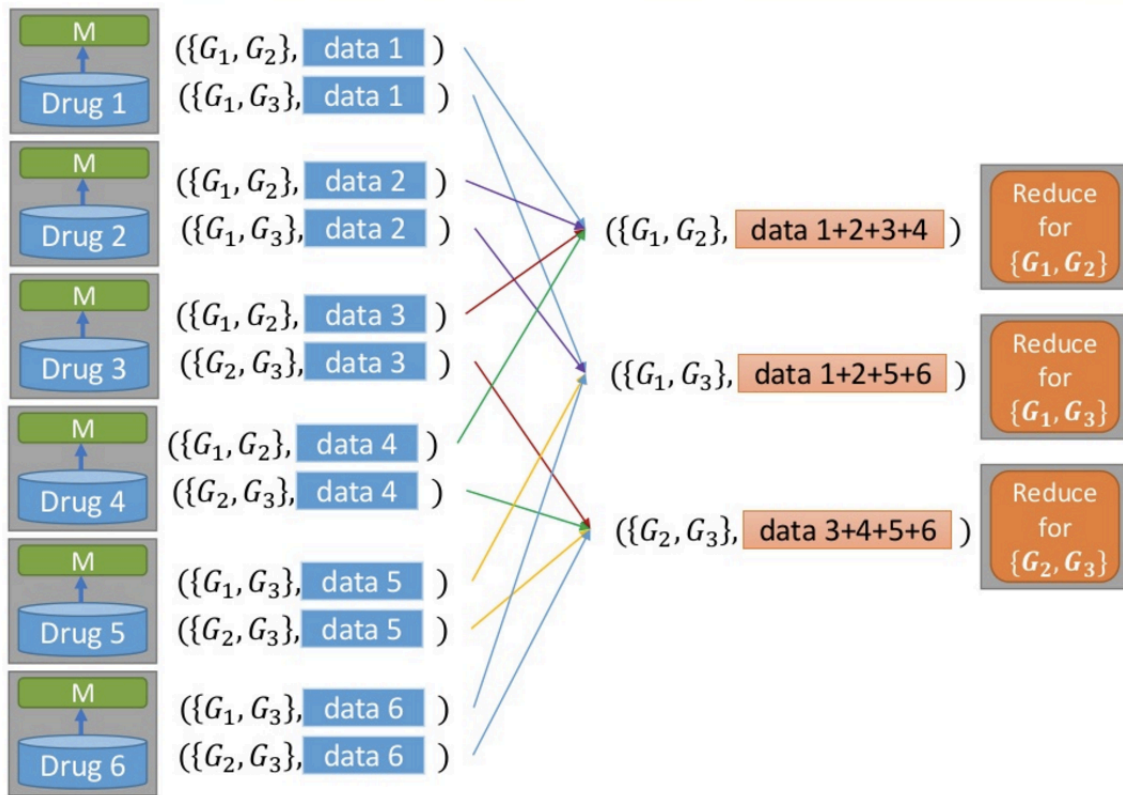 M
Drug 1
({G₁, G₂}, data 1 )
({G₁, G₃}, data 1 )
M
Drug 2
({G₁, G₂}, data 2 )
({G₁, G₃}, data 2 )
M
Drug 3
({G₁, G₂}, data 3 )
({G₂, G₃}, data 3 )
M
Drug 4
({G₁, G₂}, data 4 )
({G₂, G₃}, data 4 )
M
Drug 5
({G₁, G₃}, data 5 )
({G₂, G₃}, data 5 )
M
Drug 6
({G₁, G₃}, data 6 )
({G₂, G₃}, data 6 )
({G₁, G₂}, data 1+2+3+4 )
({G₁, G₃}, data 1+2+5+6 )
({G₂, G₃}, data 3+4+5+6 )
Reduce
for
{G₁, G₂}
Reduce
for
{G₁, G₃}
Reduce
for
{G₂, G₃}